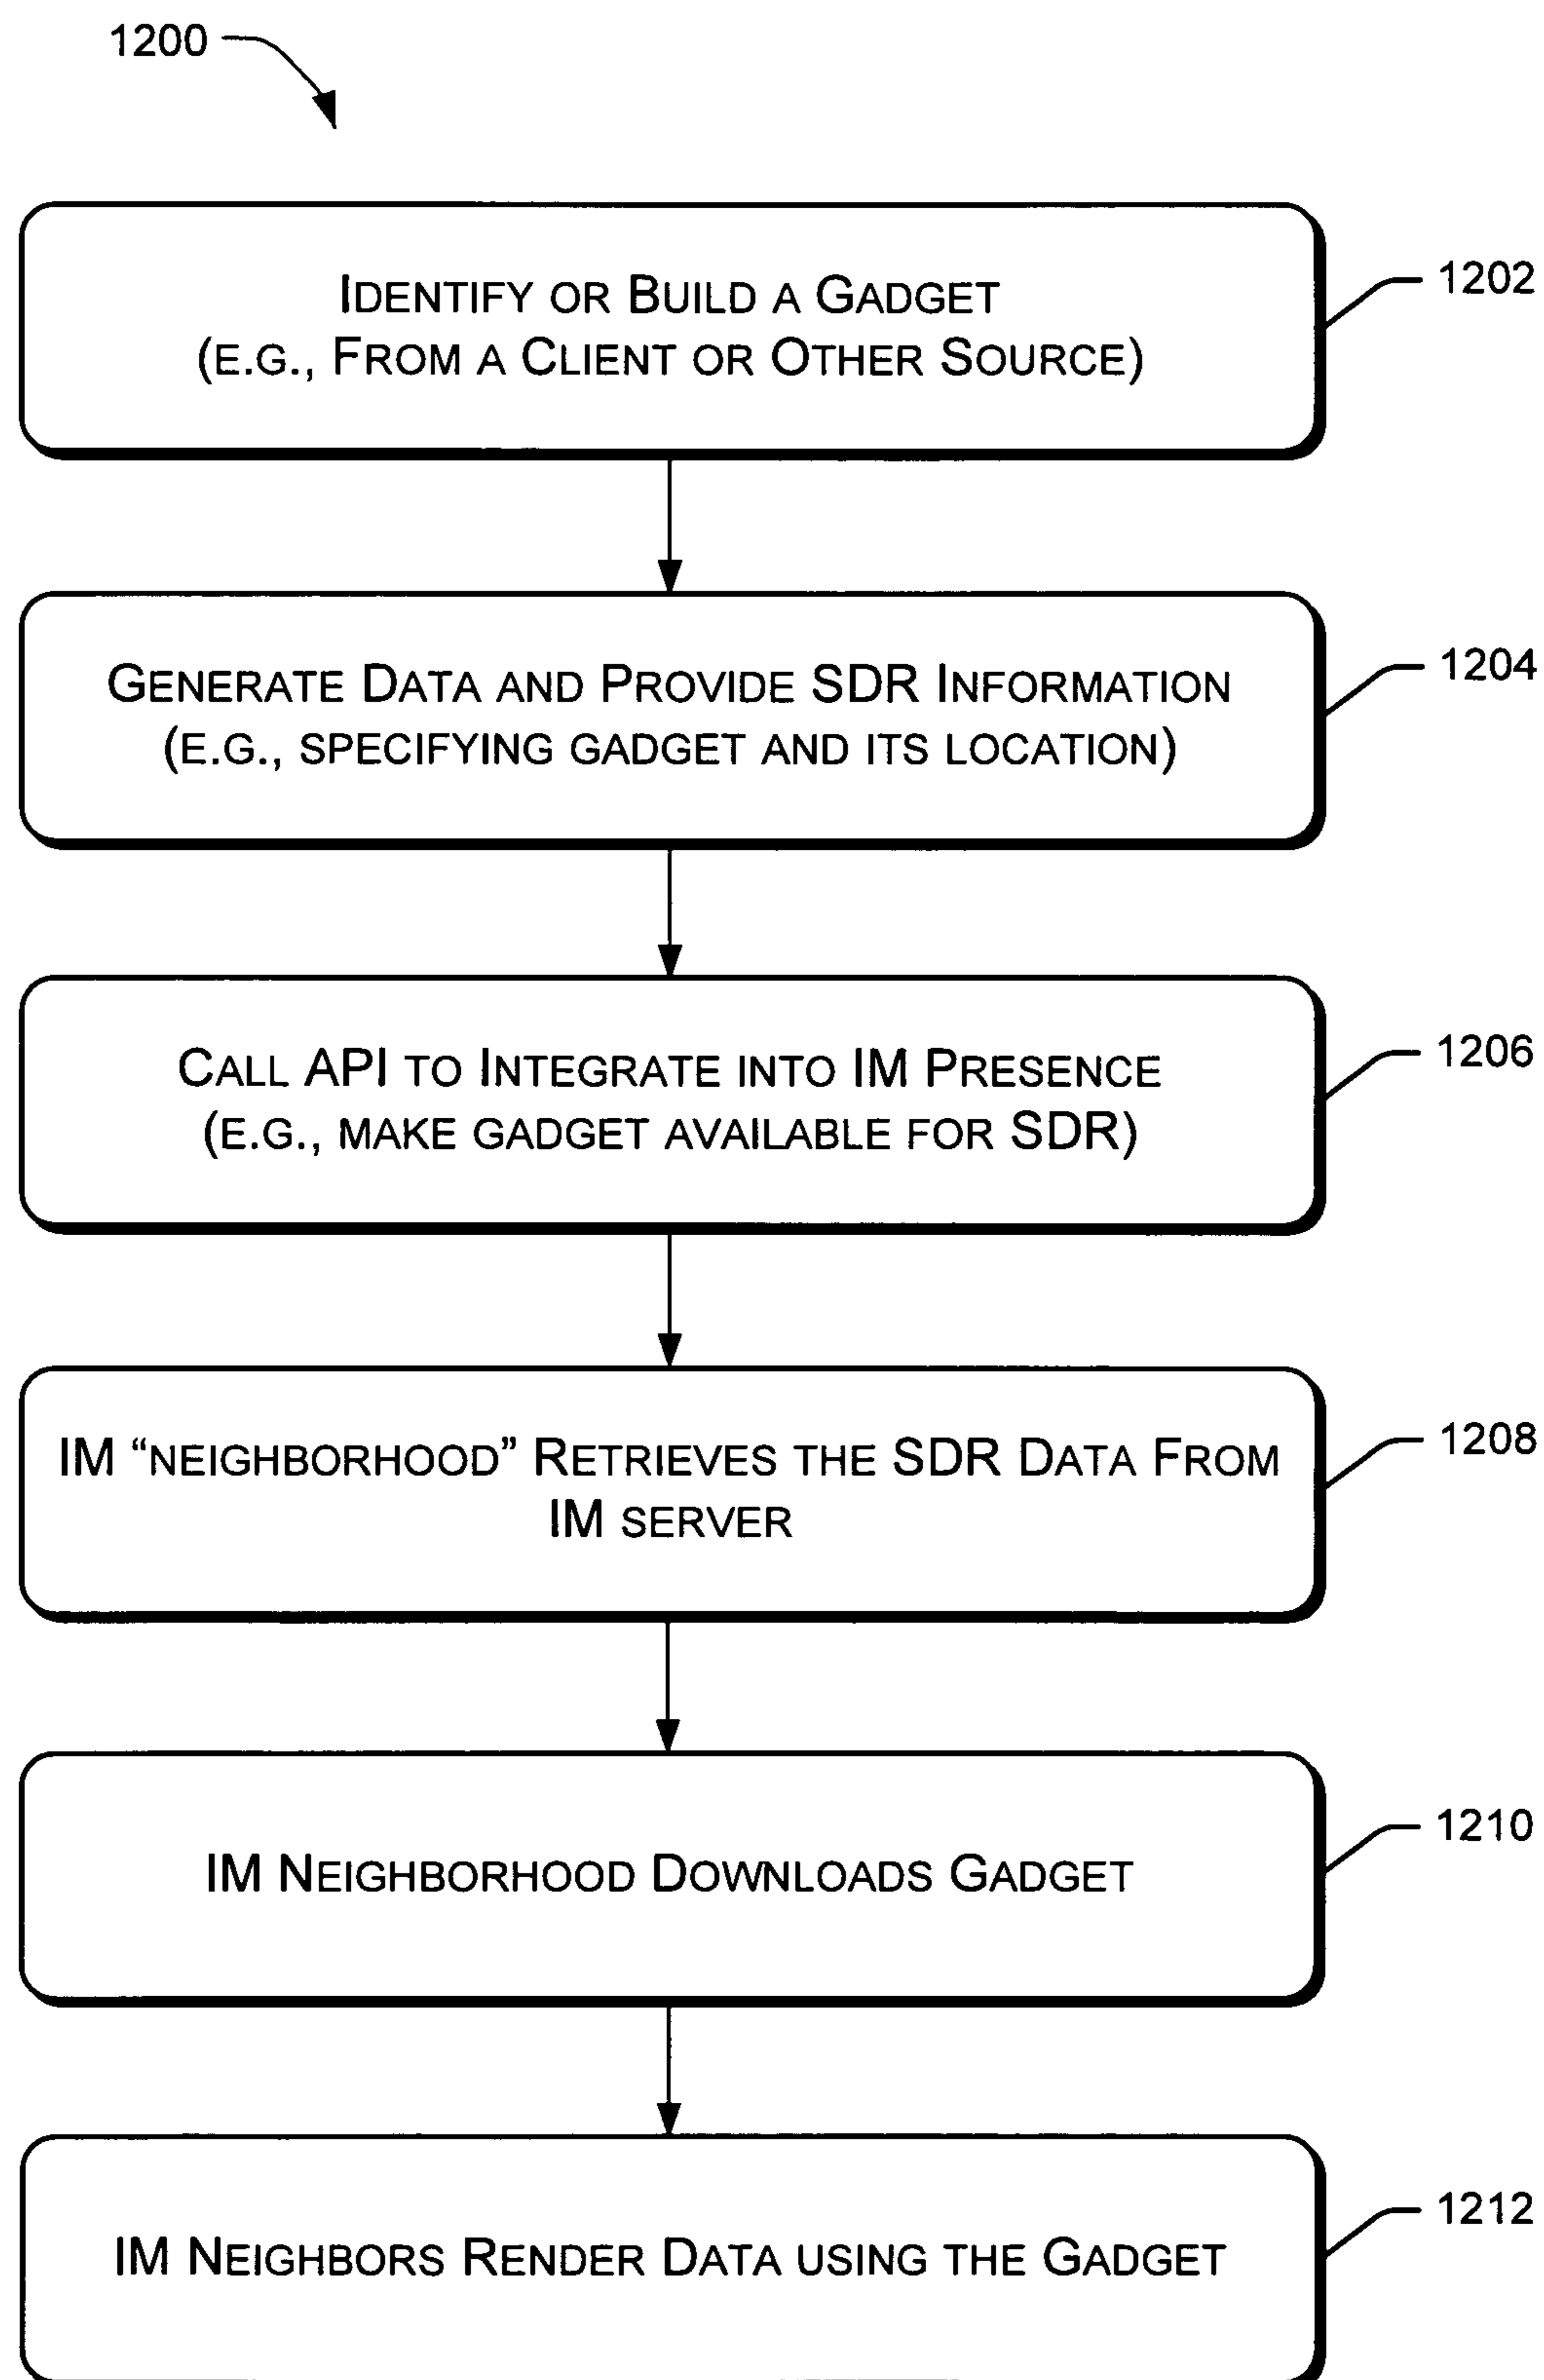 1200
IDENTIFY OR BUILD A GADGET
(E.G., FROM A CLIENT OR OTHER SOURCE)
1202
GENERATE DATA AND PROVIDE SDR INFORMATION
(E.G., SPECIFYING GADGET AND ITS LOCATION)
1204
CALL API TO INTEGRATE INTO IM PRESENCE
(E.G., MAKE GADGET AVAILABLE FOR SDR)
1206
IM “NEIGHBORHOOD” RETRIEVES THE SDR DATA FROM
IM SERVER
1208
IM NEIGHBORHOOD DOWNLOADS GADGET
1210
IM NEIGHBORS RENDER DATA USING THE GADGET
1212